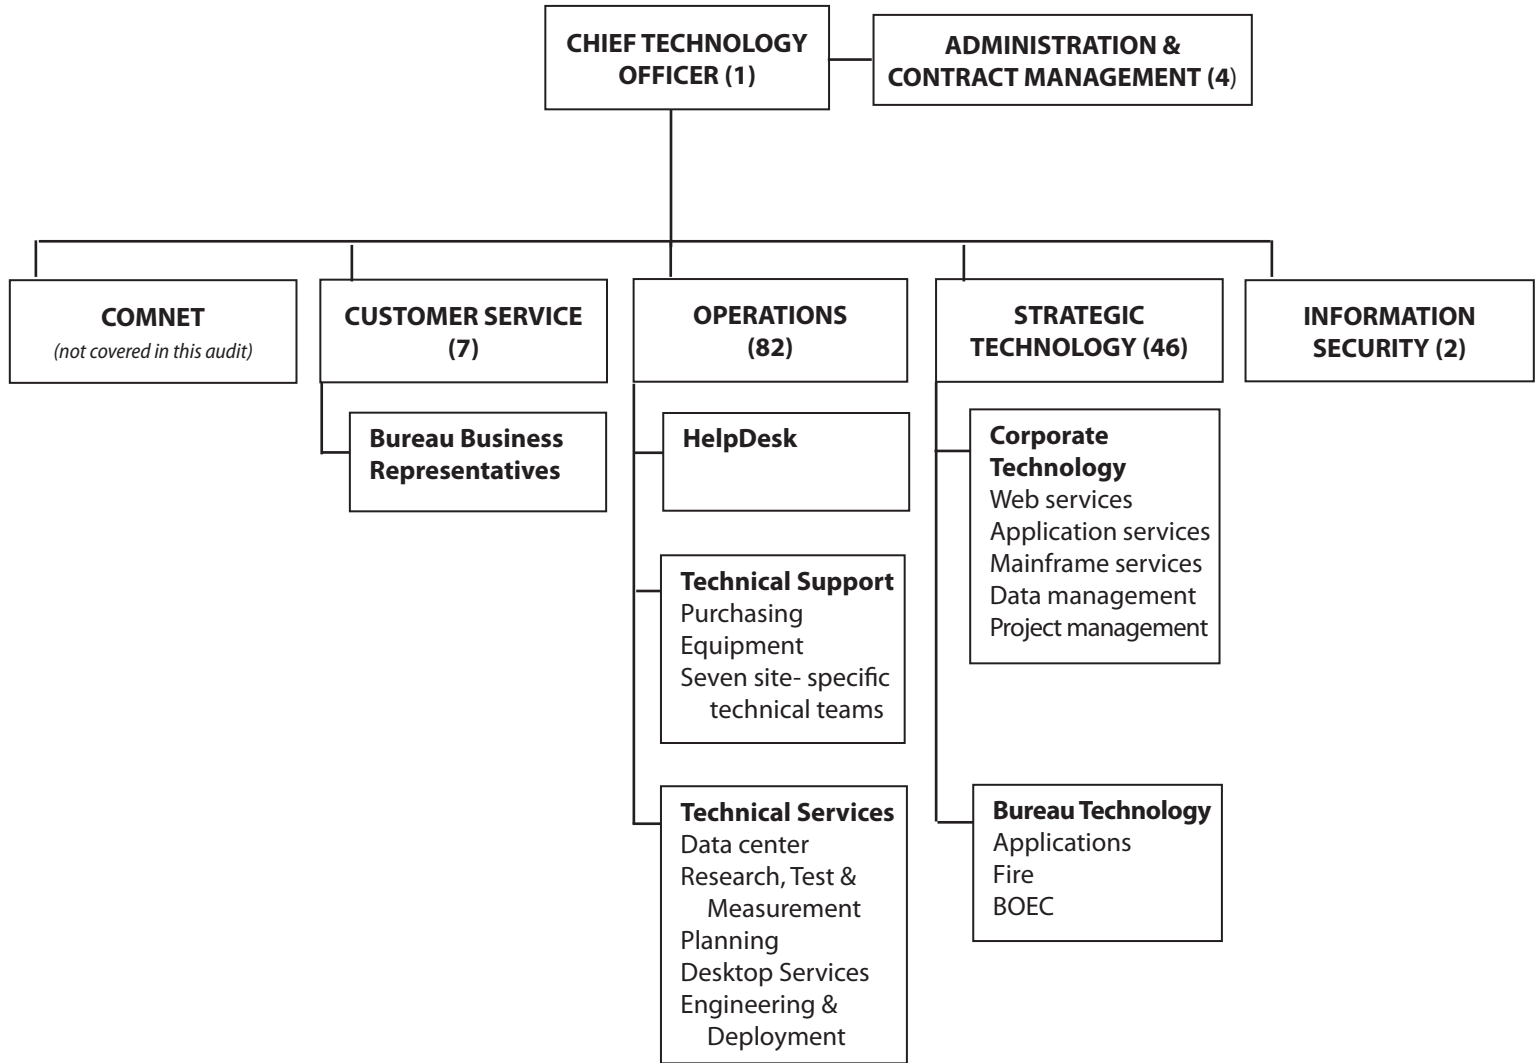 CHIEF TECHNOLOGY
OFFICER (1)
ADMINISTRATION &
CONTRACT MANAGEMENT (4)
COMNET
(not covered in this audit)
CUSTOMER SERVICE
(7)
OPERATIONS
(82)
STRATEGIC
TECHNOLOGY (46)
INFORMATION
SECURITY (2)
Bureau Business
Representatives
HelpDesk
Technical Support
Purchasing
Equipment
Seven site- specific
technical teams
Technical Services
Data center
Research, Test &
Measurement
Planning
Desktop Services
Engineering &
Deployment
Corporate
Technology
Web services
Application services
Mainframe services
Data management
Project management
Bureau Technology
Applications
Fire
BOEC